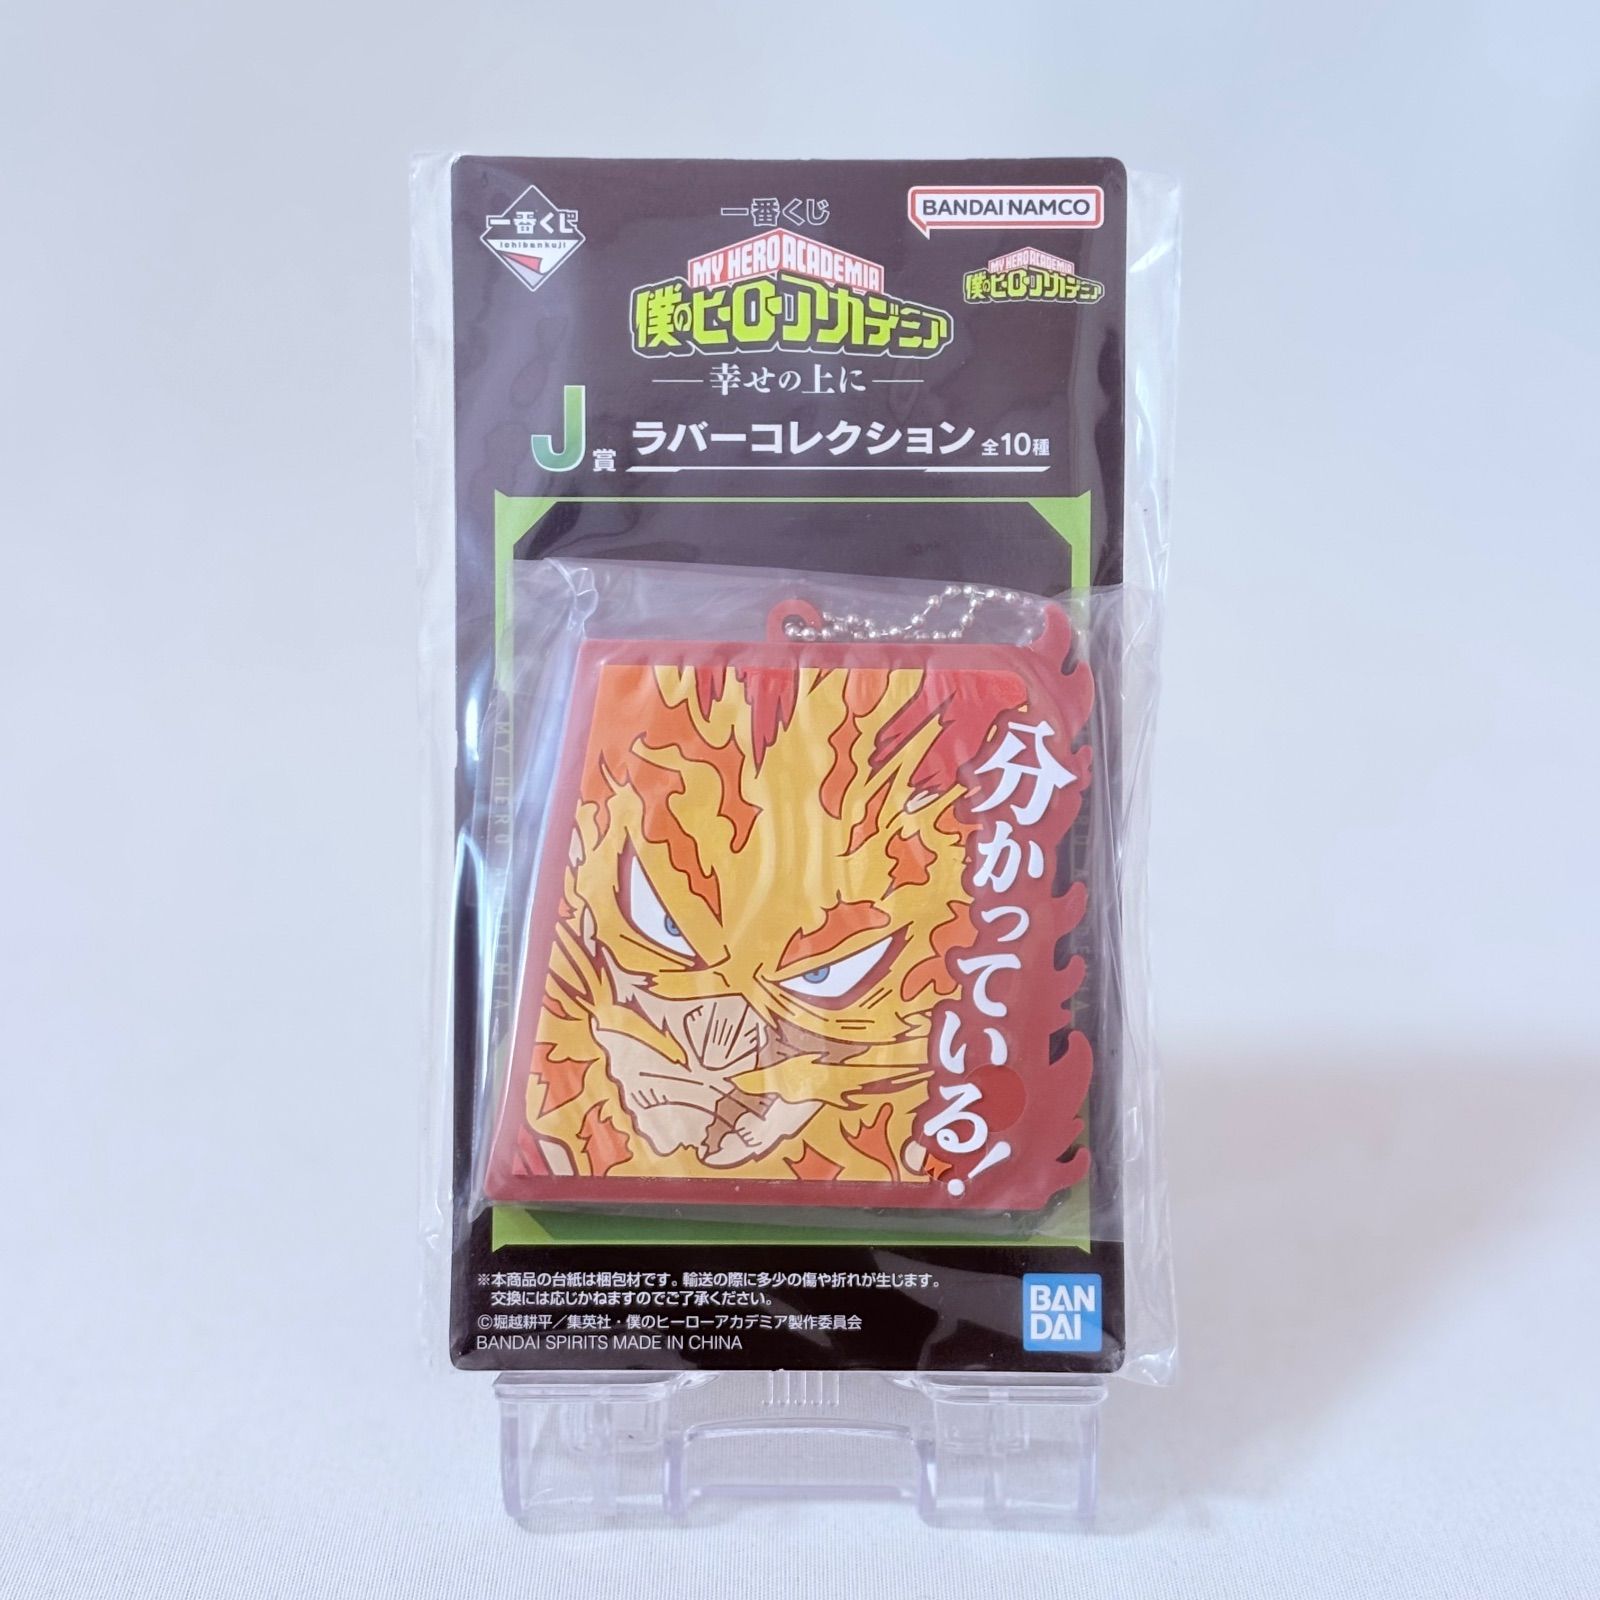 一番くじ
ichibankuji
一番くじ
BANDAI NAMCO
MY HERO ACADEMIA
僕のヒーローアカデミア
MY HERO ACADEMIA
僕のヒーローアカデミア
幸せの上に
J賞 ラバーコレクション 全10種
分かっている!
MY HERO
※本商品の台紙は梱包材です。輸送の際に多少の傷や折れが生じます。
交換には応じかねますのでご了承ください。
©堀越耕平／集英社・僕のヒーローアカデミア製作委員会
BANDAI SPIRITS MADE IN CHINA
BAN
DAI